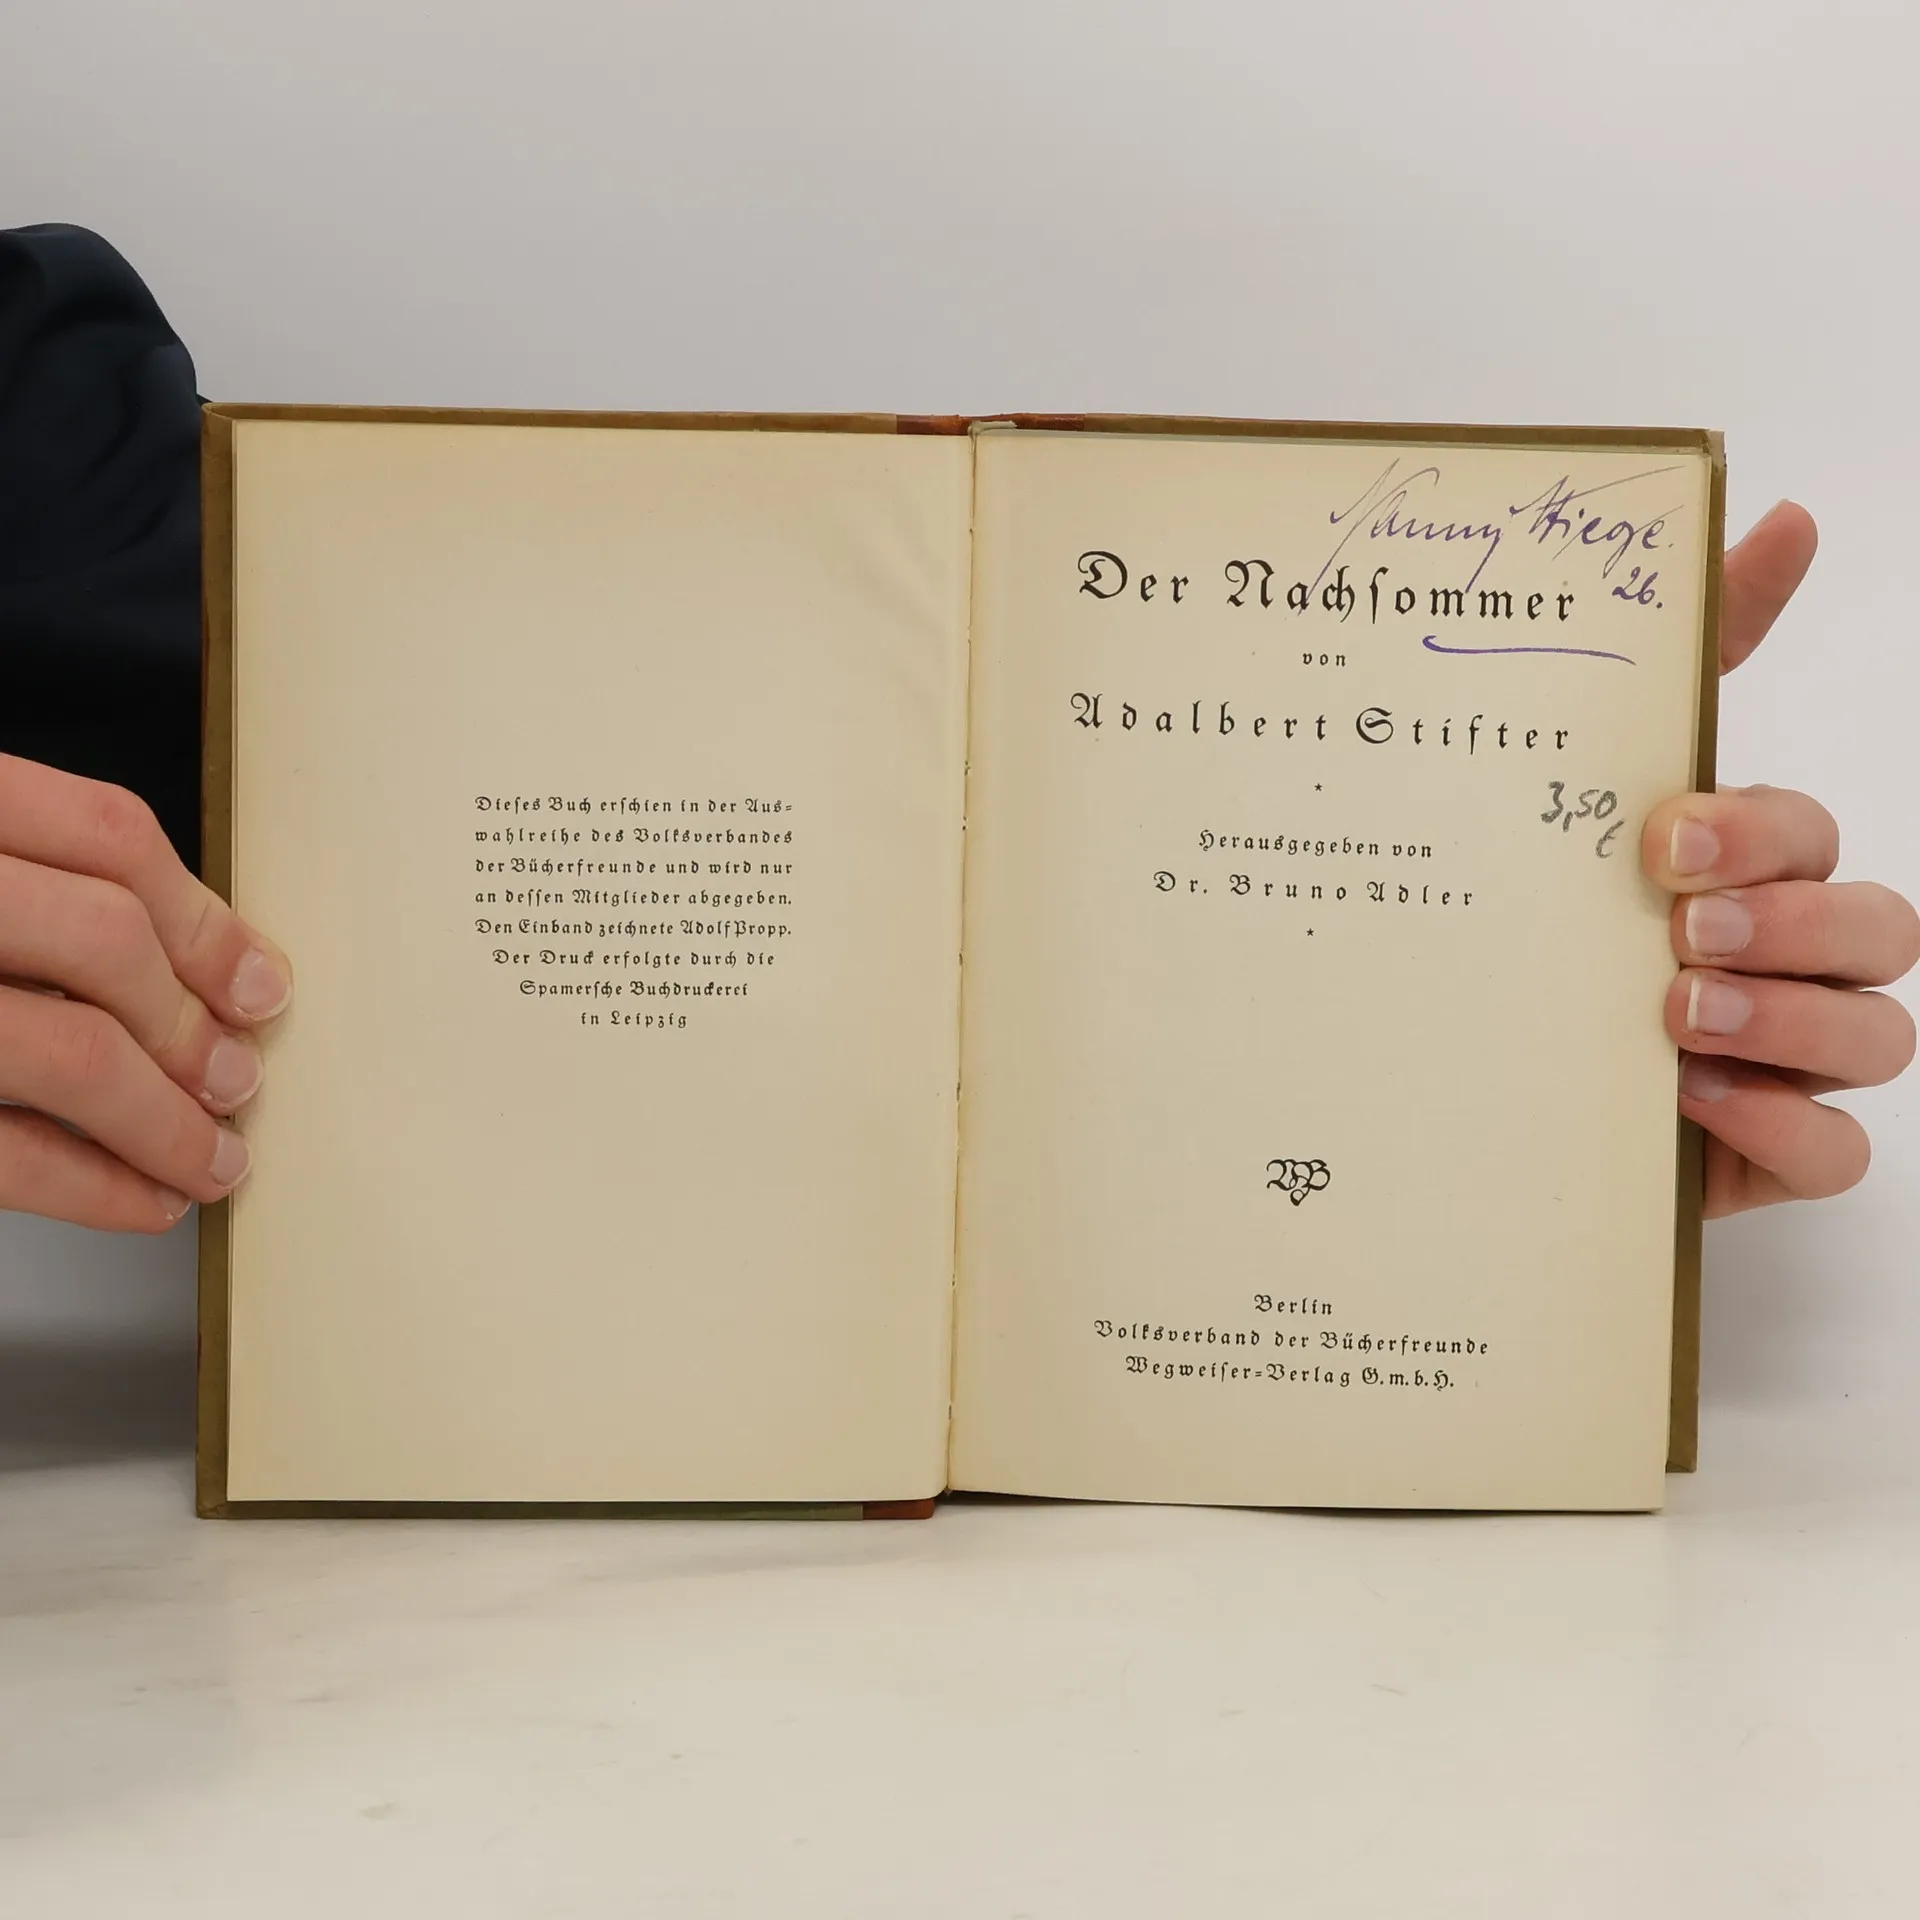 Dieſes Buch erſchien in der Aus=
wahlreihe des Volksverbandes
der Bücherfreunde und wird nur
an deſſen Mitglieder abgegeben.
Den Einband zeichnete Adolf Propp.
Der Druck erfolgte durch die
Spamerſche Buchdruckerei
in Leipzig
Nanny
26.
Der Nachſommer
von
Adalbert Stifter
*
3,50
€
Herausgegeben von
Dr. Bruno Adler
*
VB
Berlin
Volksverband der Bücherfreunde
Wegweiſer=Verlag G.m.b.H.